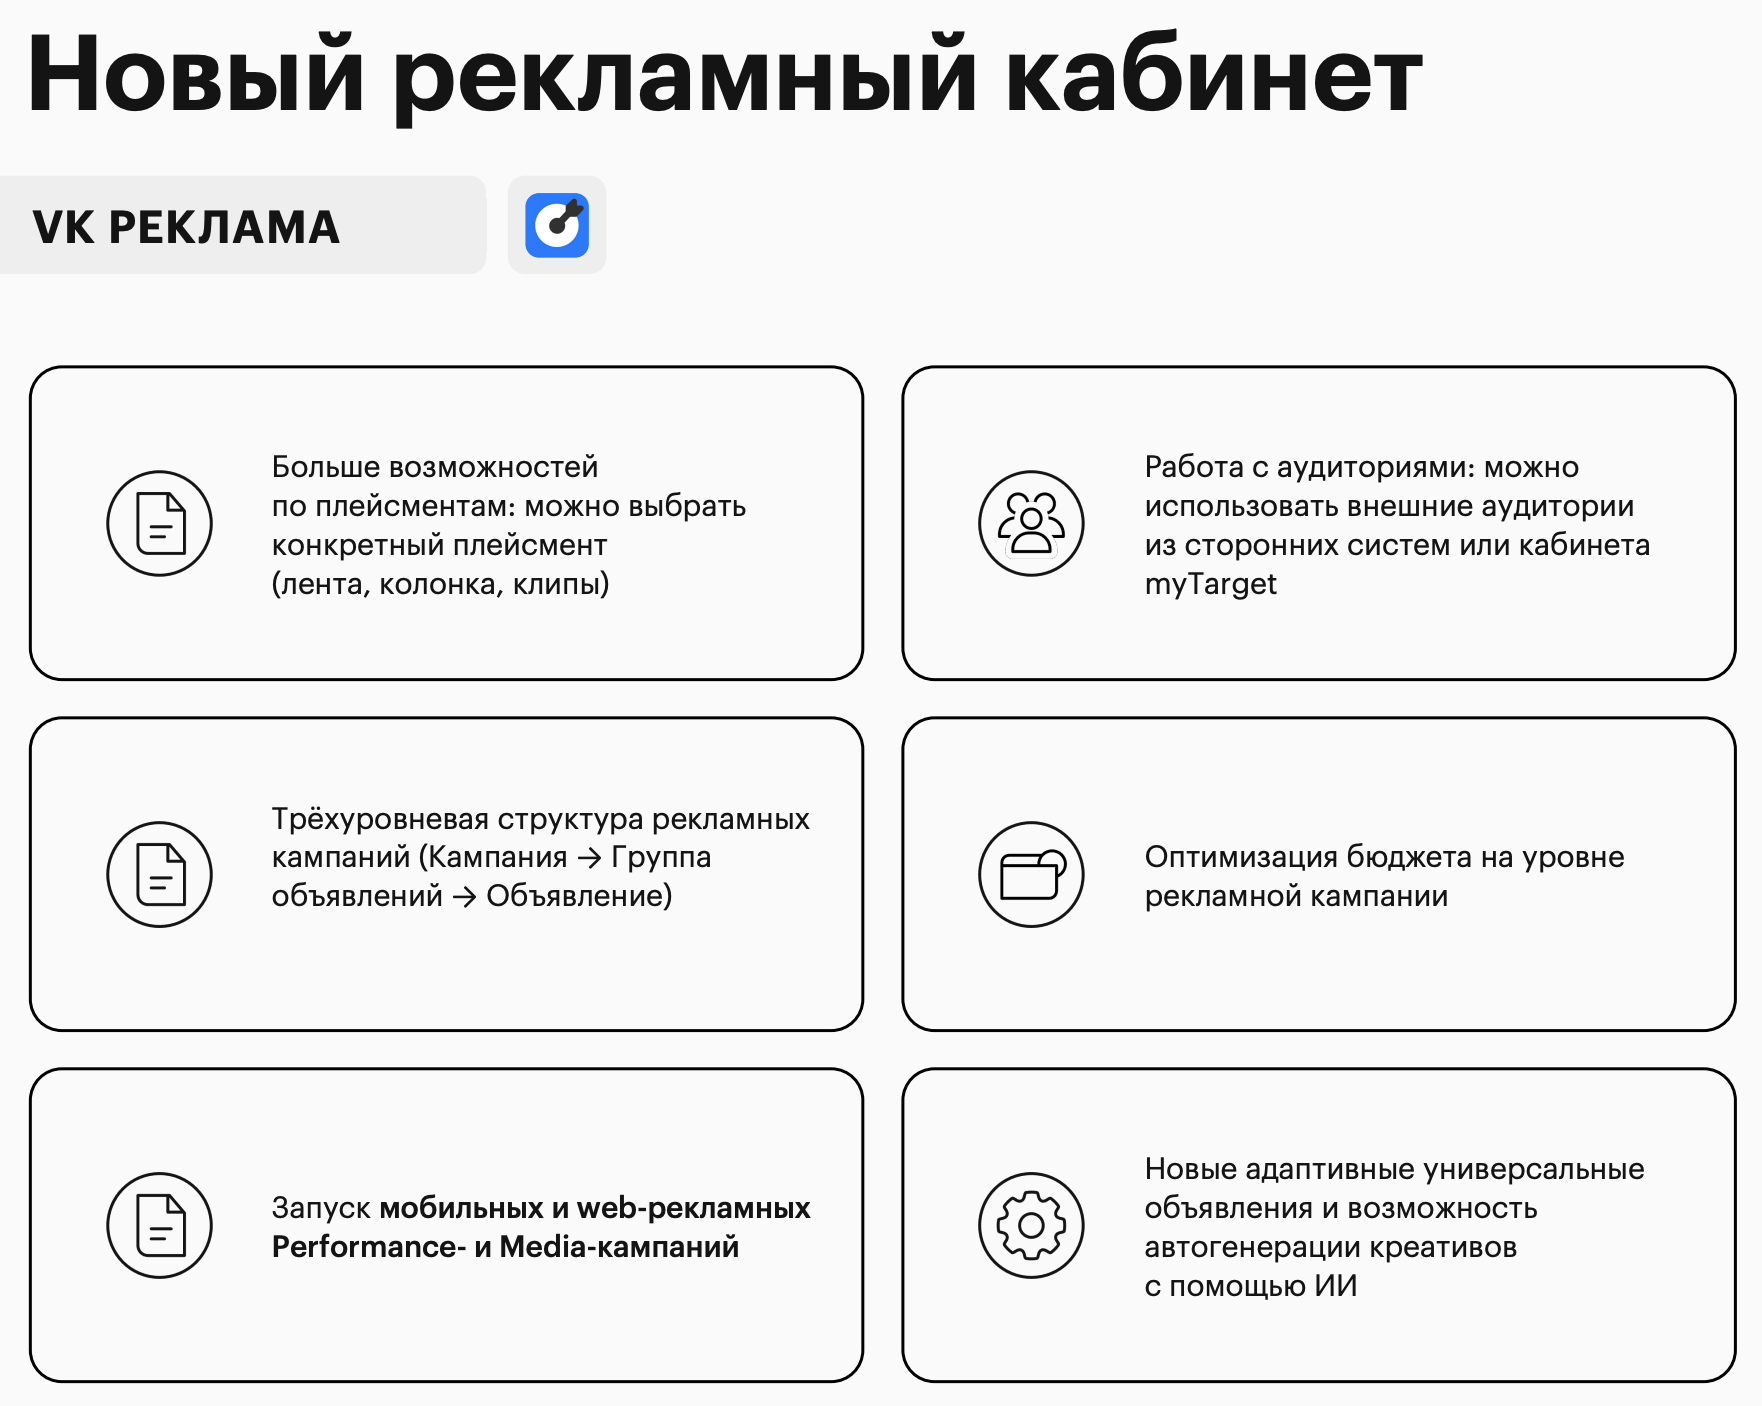 Новый рекламный кабинет
VK РЕКЛАМА
Больше возможностей
по плейсментам: можно выбрать
конкретный плейсмент
(лента, колонка, клипы)
Работа с аудиториями: можно
использовать внешние аудитории
из сторонних систем или кабинета
myTarget
Трёхуровневая структура рекламных
кампаний (Кампания → Группа
объявлений → Объявление)
Оптимизация бюджета на уровне
рекламной кампании
Запуск мобильных и web-рекламных
Performance- и Media-кампаний
Новые адаптивные универсальные
объявления и возможность
автогенерации креативов
с помощью ИИ